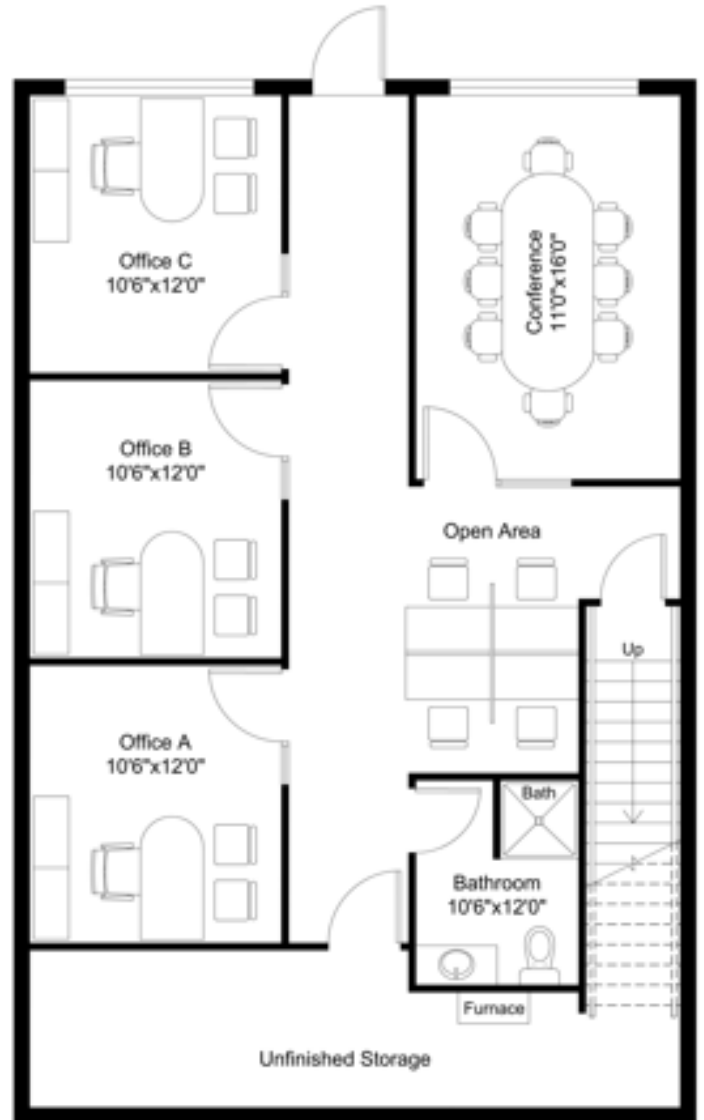 Office C
10'6"x12'0"
Conference
11'0"x16'0"
Office B
10'6"x12'0"
Open Area
Up
Office A
10'6"x12'0"
Bath
Bathroom
10'6"x12'0"
Furnace
Unfinished Storage